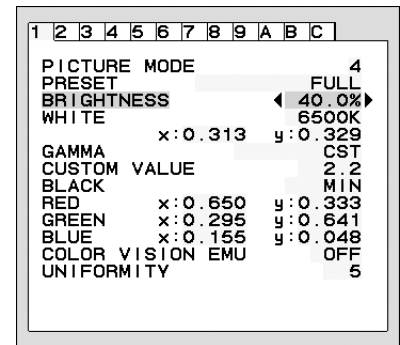 1 2 3 4 5 6 7 8 9 A B C
PICTURE MODE 4
PRESET FULL
BRIGHTNESS 40.0%
WHITE 6500K
x:0.313 y:0.329
GAMMA CST
CUSTOM VALUE 2.2
BLACK MIN
RED x:0.650 y:0.333
GREEN x:0.295 y:0.641
BLUE x:0.155 y:0.048
COLOR VISION EMU OFF
UNIFORMITY 5